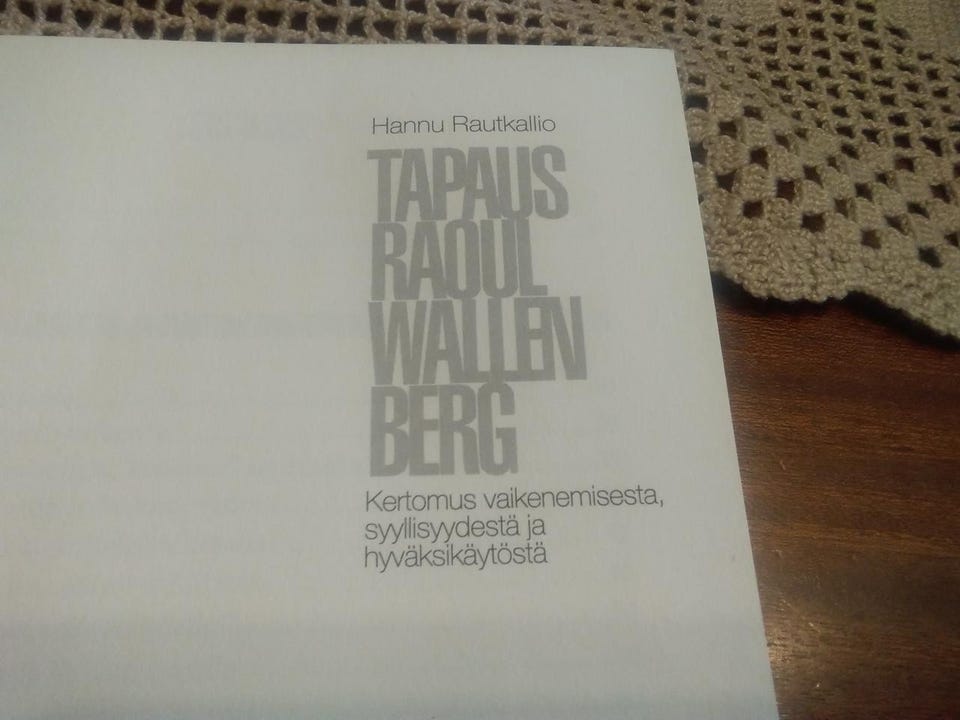 Hannu Rautkallio
TAPAUS
RAOUL
WALLEN
BERG
Kertomus vaikenemisesta,
syyllisyydestä ja
hyväksikäytöstä